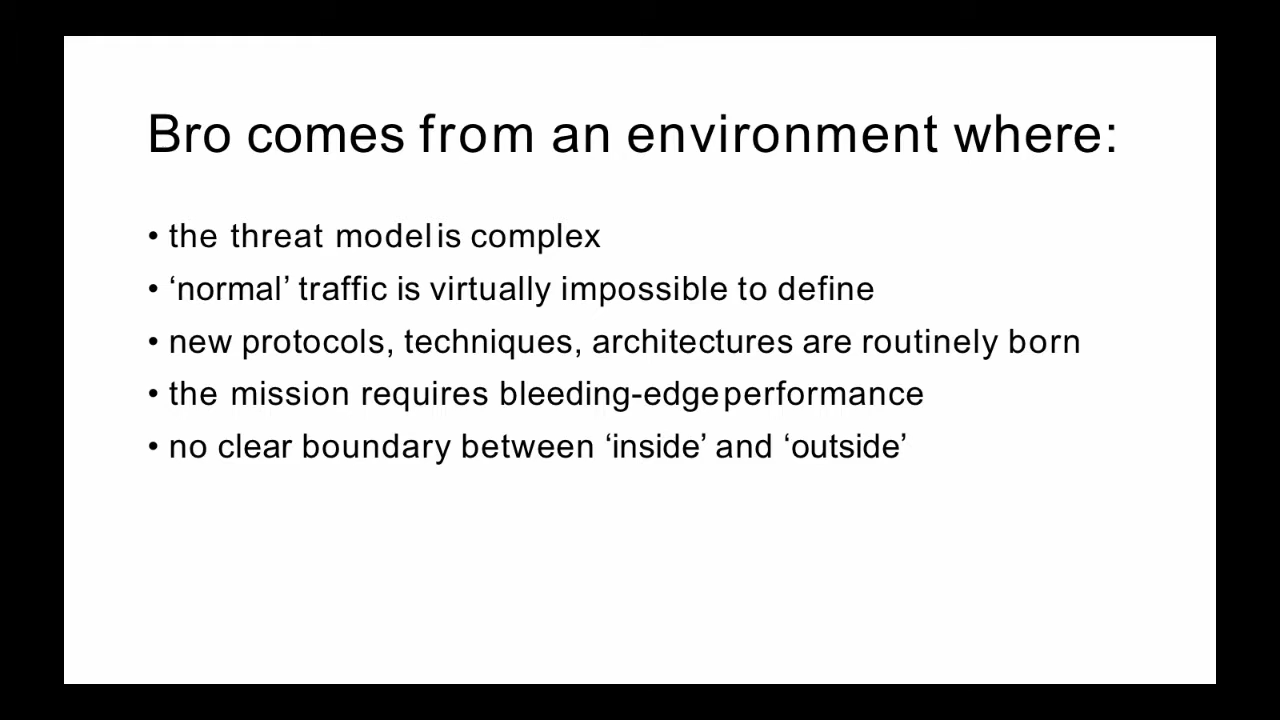 Bro comes from an environment where:
• the threat model is complex
• ‘normal’ traffic is virtually impossible to define
• new protocols, techniques, architectures are routinely born
• the mission requires bleeding-edge performance
• no clear boundary between ‘inside’ and ‘outside’